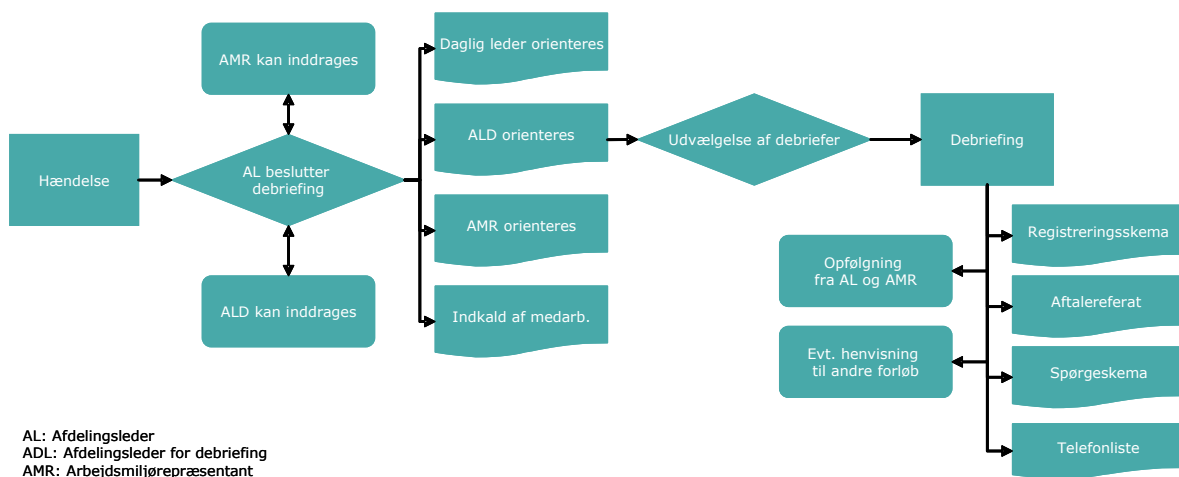 Hændelse
AMR kan inddrages
AL beslutter
debriefing
ALD kan inddrages
Daglig leder orienteres
ALD orienteres
AMR orienteres
Indkald af medarb.
Udvælgelse af debriefer
Debriefing
Opfølgning
fra AL og AMR
Evt. henvisning
til andre forløb
Registreringsskema
Aftalereferat
Spørgeskema
Telefonliste
AL: Afdelingsleder
ADL: Afdelingsleder for debriefing
AMR: Arbejdsmiljørepræsentant